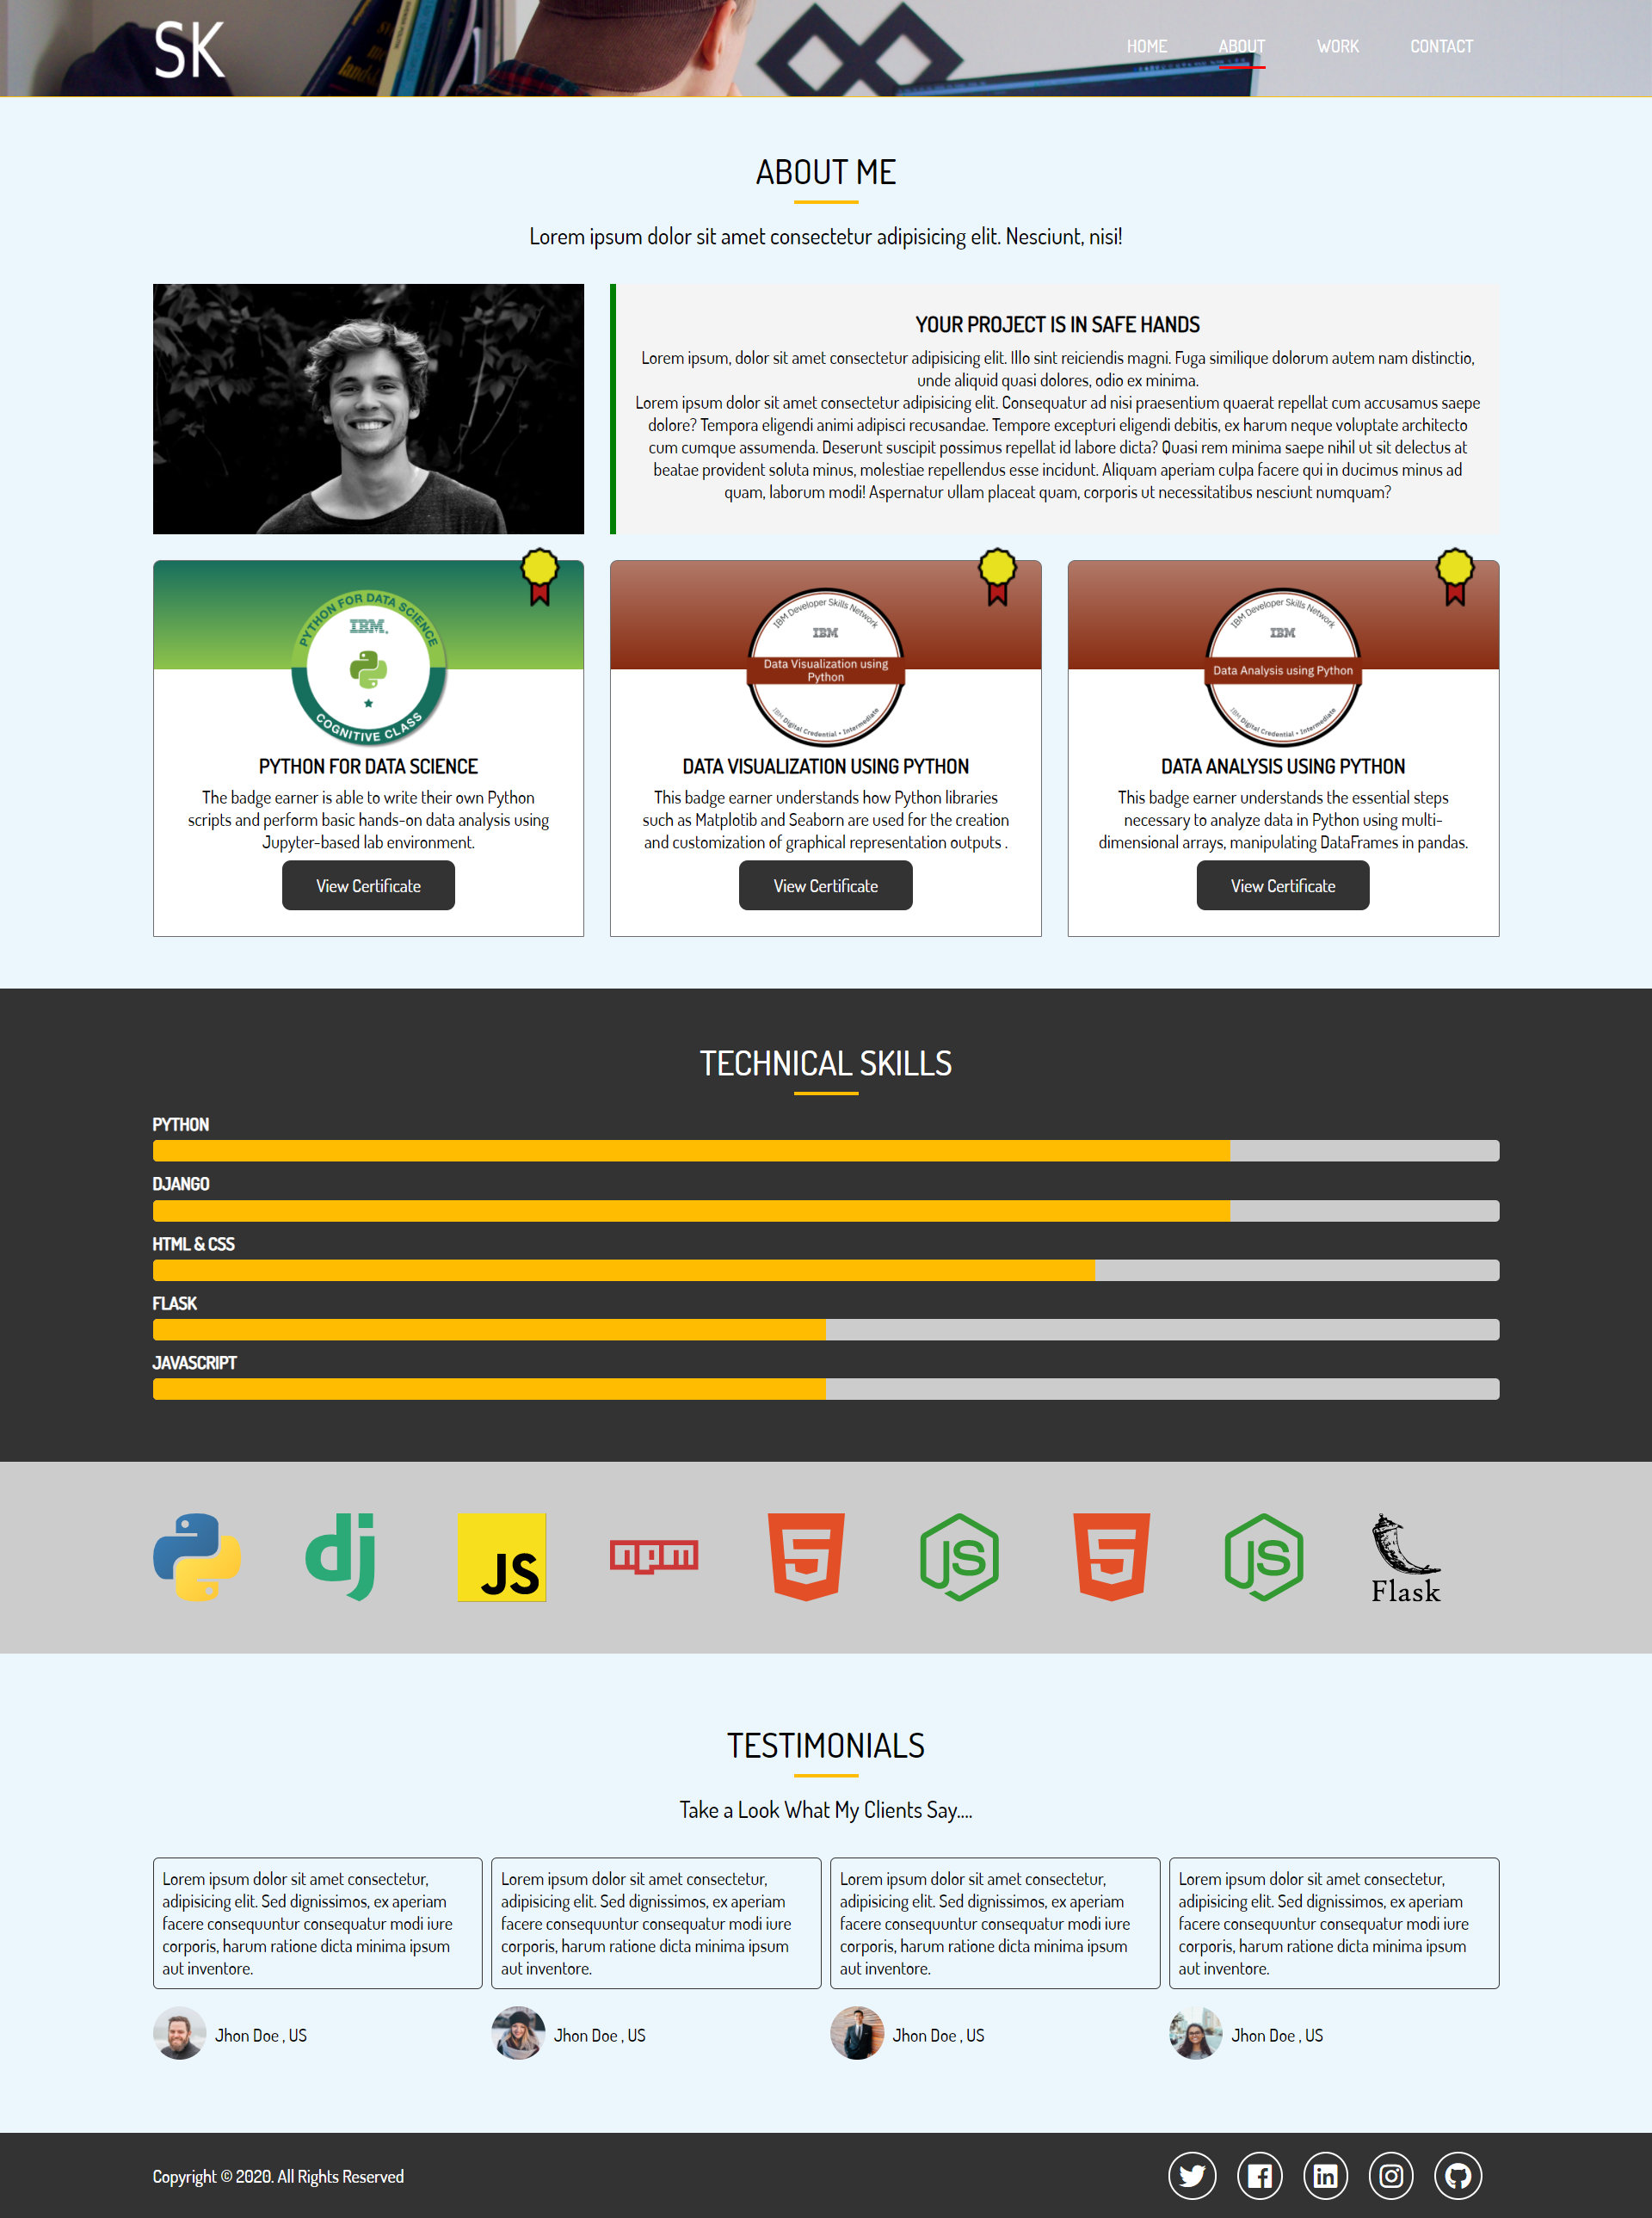 SK
HOME ABOUT WORK CONTACT
ABOUT ME
Lorem ipsum dolor sit amet consectetur adipisicing elit. Nesciunt, nisi!
YOUR PROJECT IS IN SAFE HANDS
Lorem ipsum, dolor sit amet consectetur adipisicing elit. Illo sint reiciendis magni. Fuga similique dolorum autem nam distinctio,
unde aliquid quasi dolores, odio ex minima.
Lorem ipsum dolor sit amet consectetur adipisicing elit. Consequatur ad nisi praesentium quaerat repellat cum accusamus saepe
dolore? Tempora eligendi animi adipisci recusandae. Tempore excepturi eligendi debitis, ex harum neque voluptate architecto
cum cumque assumenda. Deserunt suscipit possimus repellat id labore dicta? Quasi rem minima saepe nihil ut sit delectus at
beatae provident soluta minus, molestiae repellendus esse incidunt. Aliquam aperiam culpa facere qui in ducimus minus ad
quam, laborum modi! Aspernatur ullam placeat quam, corporis ut necessitatibus nesciunt numquam?
PYTHON FOR DATA SCIENCE
IBM.
COGNITIVE CLASS
PYTHON FOR DATA SCIENCE
The badge earner is able to write their own Python
scripts and perform basic hands-on data analysis using
Jupyter-based lab environment.
View Certificate
IBM Developer Skills Network
IBM
Data Visualization using
Python
IBM Digital Credential • Intermediate
DATA VISUALIZATION USING PYTHON
This badge earner understands how Python libraries
such as Matplotib and Seaborn are used for the creation
and customization of graphical representation outputs .
View Certificate
IBM Developer Skills Network
IBM
Data Analysis using Python
IBM Digital Credential • Intermediate
DATA ANALYSIS USING PYTHON
This badge earner understands the essential steps
necessary to analyze data in Python using multi-
dimensional arrays, manipulating DataFrames in pandas.
View Certificate
TECHNICAL SKILLS
PYTHON
DJANGO
HTML & CSS
FLASK
JAVASCRIPT
dj JS npm 5 JS 5 JS Flask
TESTIMONIALS
Take a Look What My Clients Say....
Lorem ipsum dolor sit amet consectetur,
adipisicing elit. Sed dignissimos, ex aperiam
facere consequuntur consequatur modi iure
corporis, harum ratione dicta minima ipsum
aut inventore.
Jhon Doe , US
Lorem ipsum dolor sit amet consectetur,
adipisicing elit. Sed dignissimos, ex aperiam
facere consequuntur consequatur modi iure
corporis, harum ratione dicta minima ipsum
aut inventore.
Jhon Doe , US
Lorem ipsum dolor sit amet consectetur,
adipisicing elit. Sed dignissimos, ex aperiam
facere consequuntur consequatur modi iure
corporis, harum ratione dicta minima ipsum
aut inventore.
Jhon Doe , US
Lorem ipsum dolor sit amet consectetur,
adipisicing elit. Sed dignissimos, ex aperiam
facere consequuntur consequatur modi iure
corporis, harum ratione dicta minima ipsum
aut inventore.
Jhon Doe , US
Copyright © 2020. All Rights Reserved